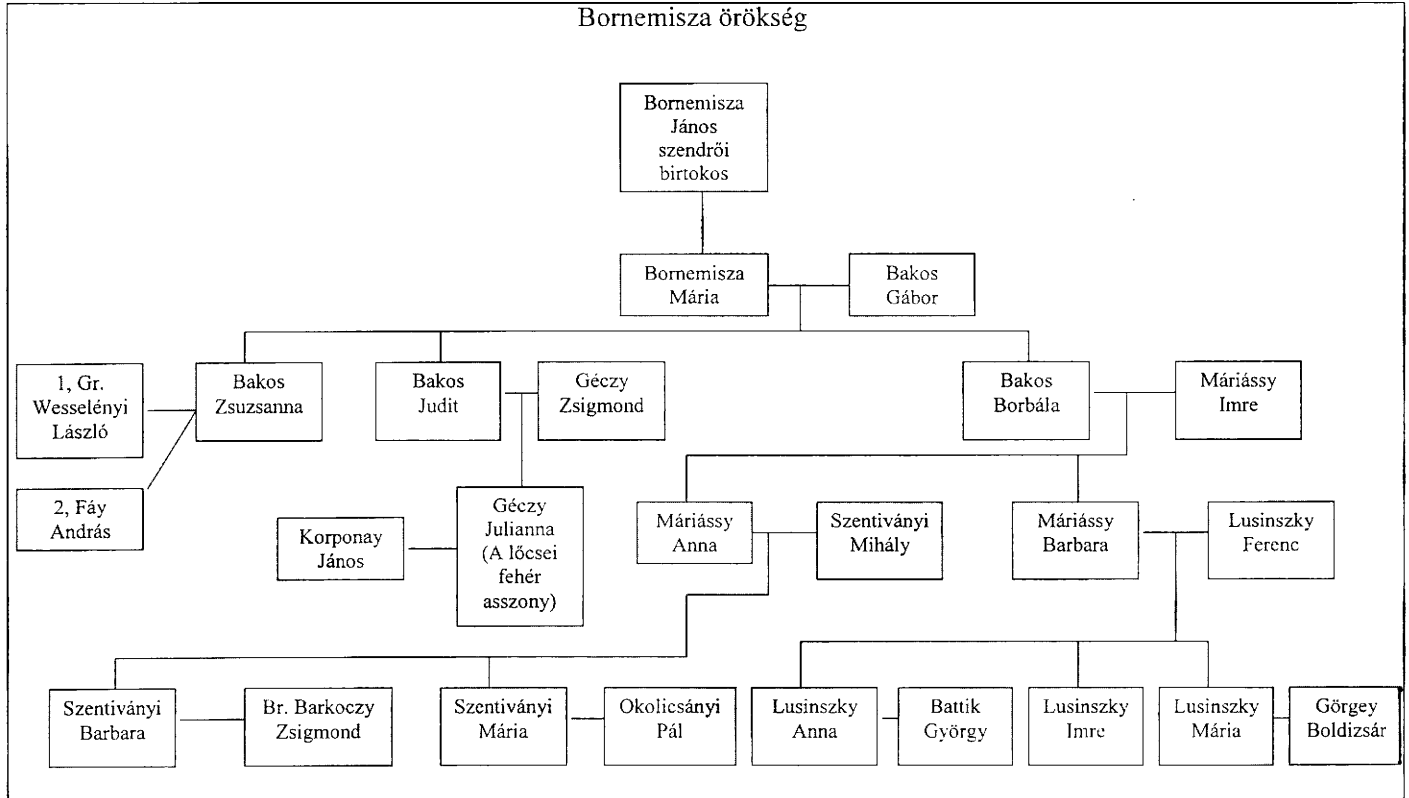 Bornemisza örökség
Bornemisza
János
szendrői
birtokos
Bornemisza
Mária
Bakos
Gábor
1, Gr.
Wesselényi
László
Bakos
Zsuzsanna
Bakos
Judit
Géczy
Zsigmond
Bakos
Borbála
Máriássy
Imre
2, Fáy
András
Korponay
János
Géczy
Julianna
(A lőcsei
fehér
asszony)
Máriássy
Anna
Szentiványi
Mihály
Máriássy
Barbara
Lusinszky
Ferenc
Szentiványi
Barbara
Br. Barkoczy
Zsigmond
Szentiványi
Mária
Okolicsányi
Pál
Lusinszky
Anna
Battik
György
Lusinszky
Imre
Lusinszky
Mária
Görgey
Boldizsár